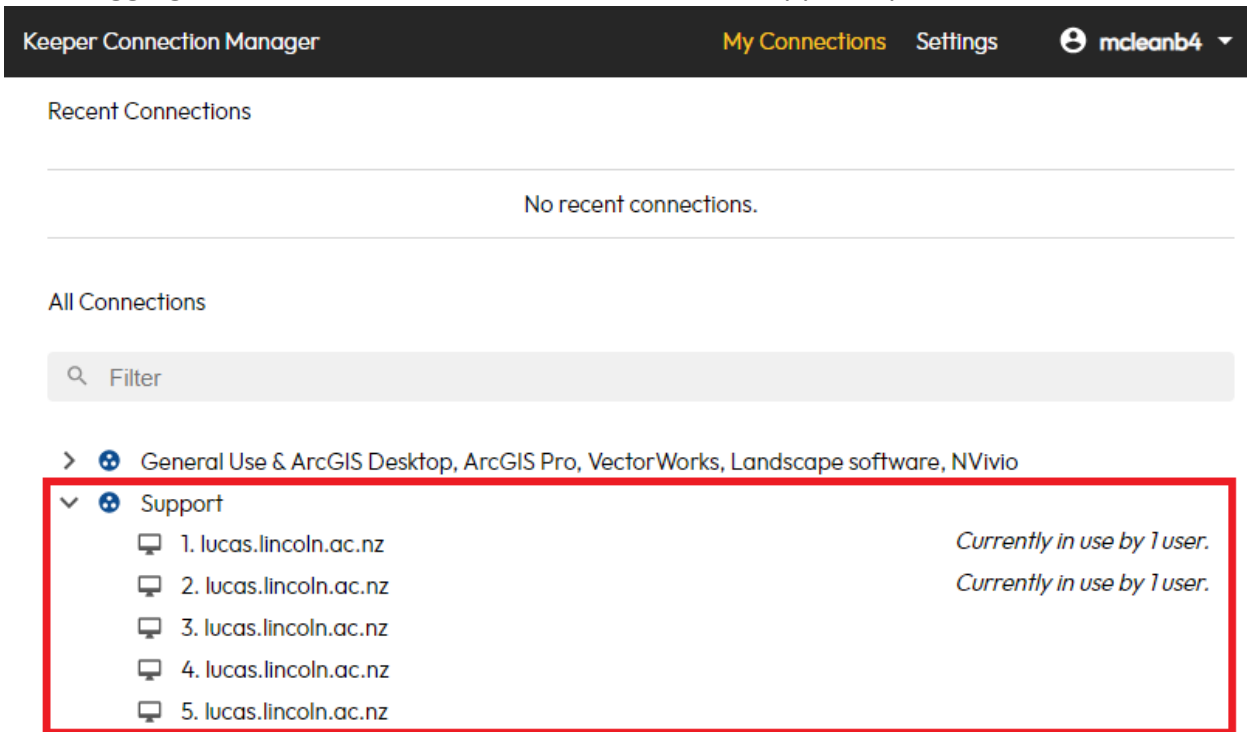 Keeper Connection Manager My Connections Settings mcleanb4
Recent Connections
No recent connections.
All Connections
Filter
General Use & ArcGIS Desktop, ArcGIS Pro, VectorWorks, Landscape software, NVivio
Support
1. lucas.lincoln.ac.nz Currently in use by 1 user.
2. lucas.lincoln.ac.nz Currently in use by 1 user.
3. lucas.lincoln.ac.nz
4. lucas.lincoln.ac.nz
5. lucas.lincoln.ac.nz